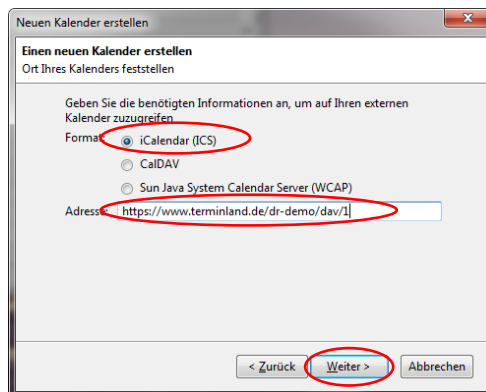 Neuen Kalender erstellen
Einen neuen Kalender erstellen
Ort Ihres Kalenders feststellen
Geben Sie die benötigten Informationen an, um auf Ihren externen
Kalender zuzugreifen
Format: iCalendar (ICS)
CalDAV
Sun Java System Calendar Server (WCAP)
Adresse: https://www.terminland.de/dr-demo/dav/1
< Zurück Weiter > Abbrechen